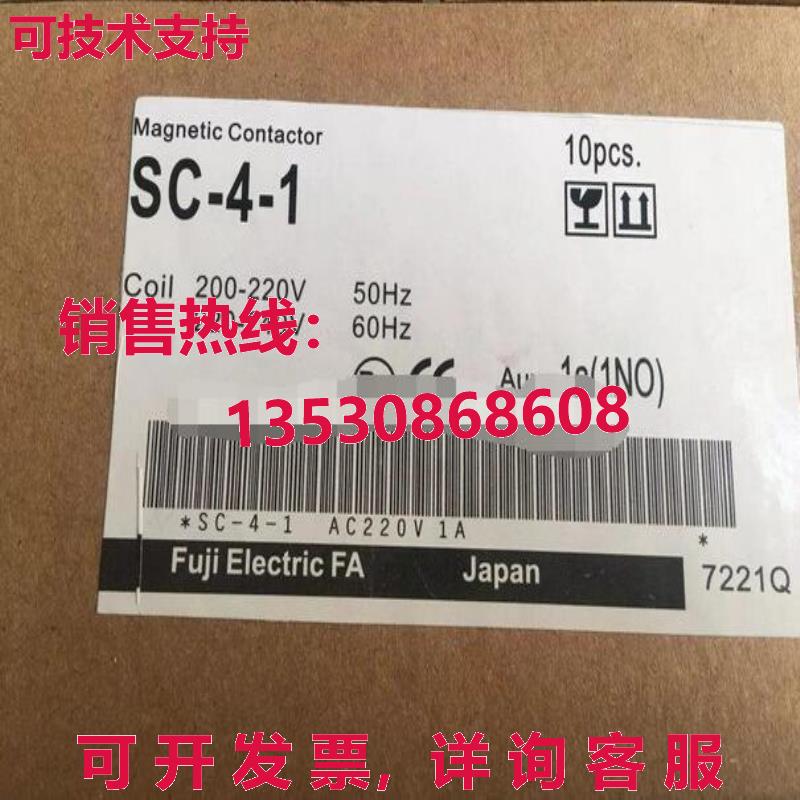 可技术支持
Magnetic Contactor
SC-4-1
10pcs.
Coil 200-220V 50Hz
销售热线:
60Hz
(1NO)
13530868608
*SC-4-1 AC220V 1A *
Fuji Electric FA Japan
7221Q
可开发票, 详询客服